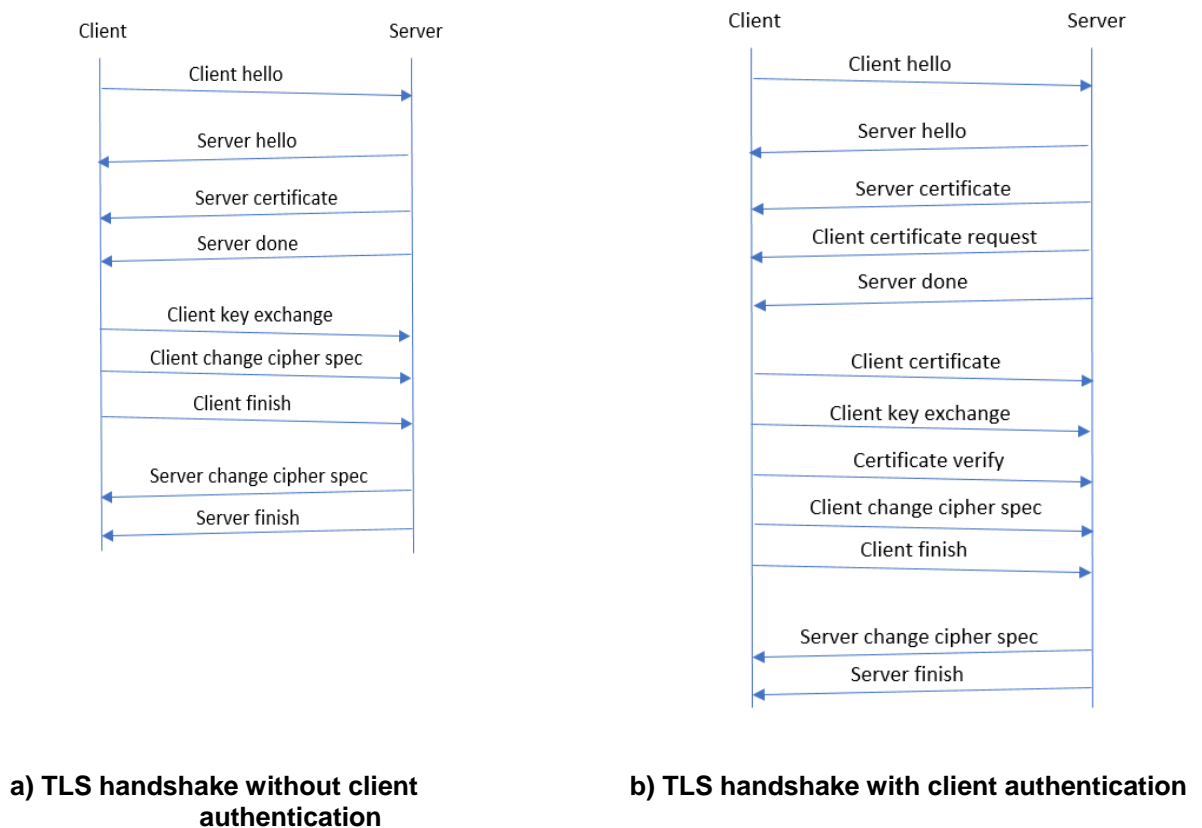 Client
Server
Client hello
Server hello
Server certificate
Server done
Client key exchange
Client change cipher spec
Client finish
Server change cipher spec
Server finish
a) TLS handshake without client
authentication
Client
Server
Client hello
Server hello
Server certificate
Client certificate request
Server done
Client certificate
Client key exchange
Certificate verify
Client change cipher spec
Client finish
Server change cipher spec
Server finish
b) TLS handshake with client authentication